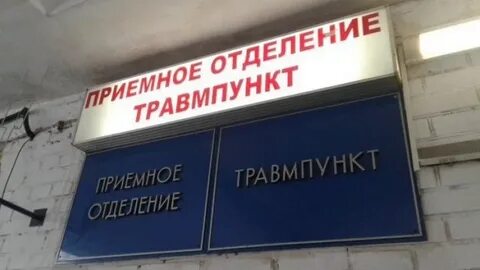 ПРИЕМНОЕ ОТДЕЛЕНИЕ
ТРАВМПУНКТ
ПРИЕМНОЕ
ОТДЕЛЕНИЕ
ТРАВМПУНКТ